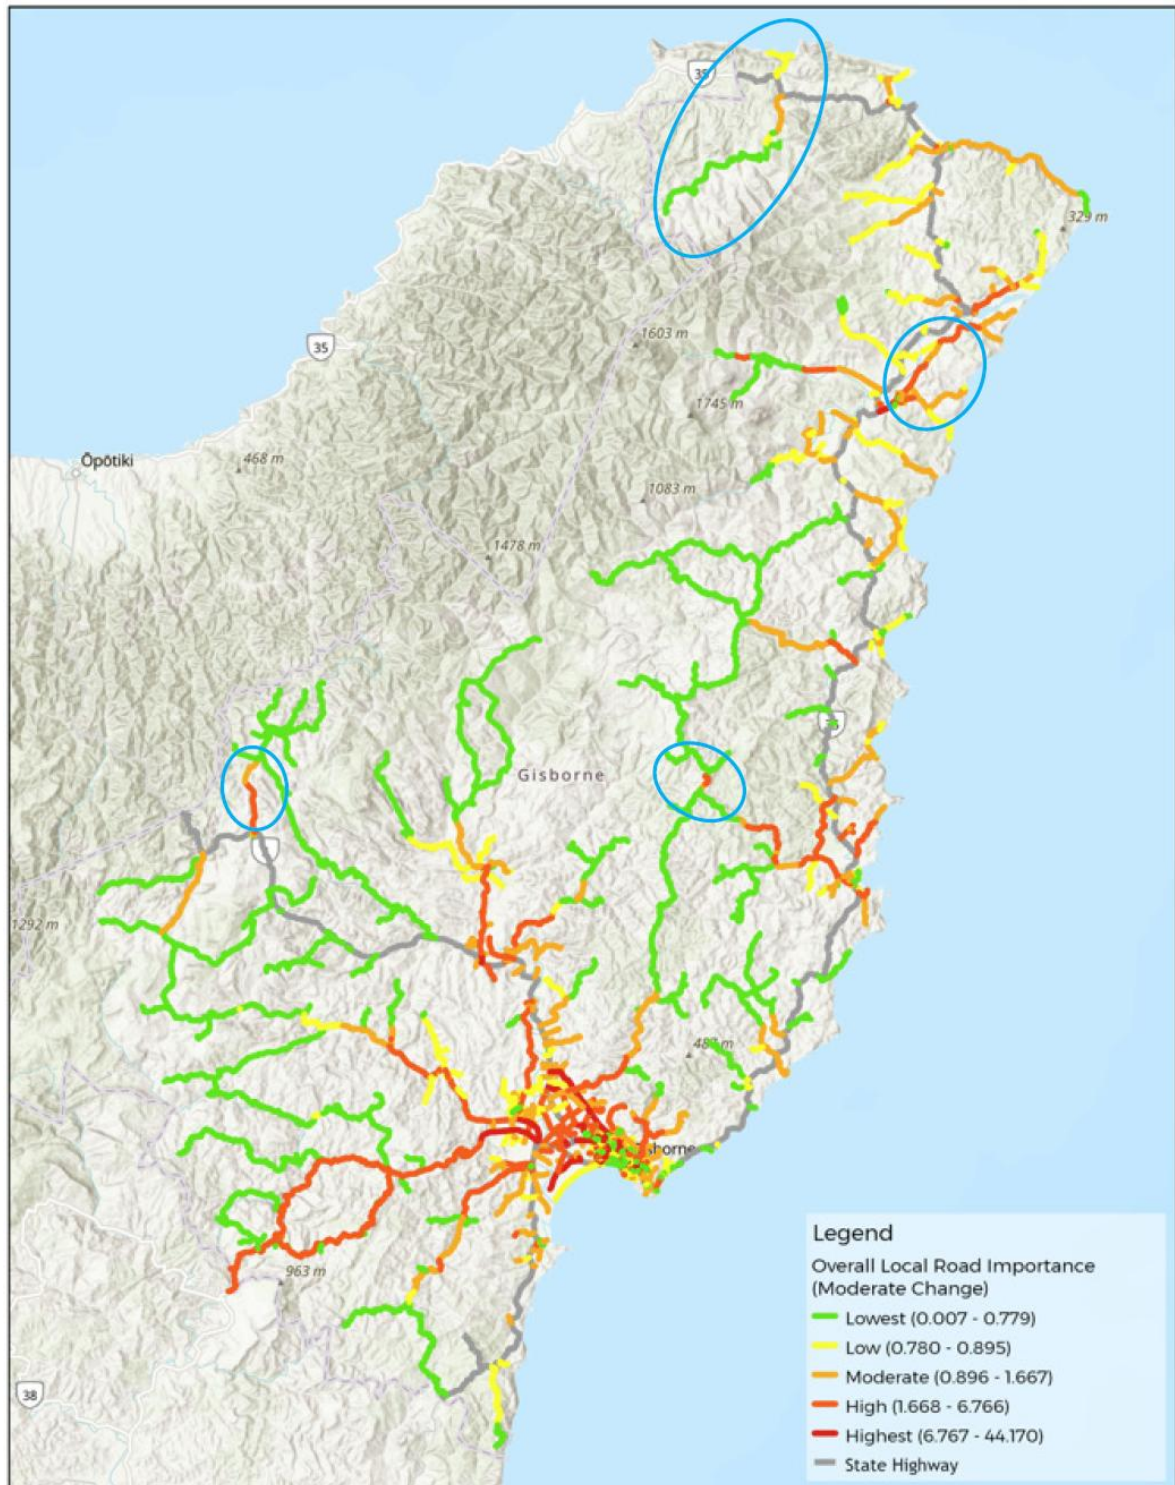 35
329 m
1603 m
35
1745 m
Ōpōtiki
468 m
1083 m
1478 m
35
Gisborne
1292 m
487 m
sborne
963 m
38
Legend
Overall Local Road Importance
(Moderate Change)
Lowest (0.007 - 0.779)
Low (0.780 - 0.895)
Moderate (0.896 - 1.667)
High (1.668 - 6.766)
Highest (6.767 - 44.170)
State Highway